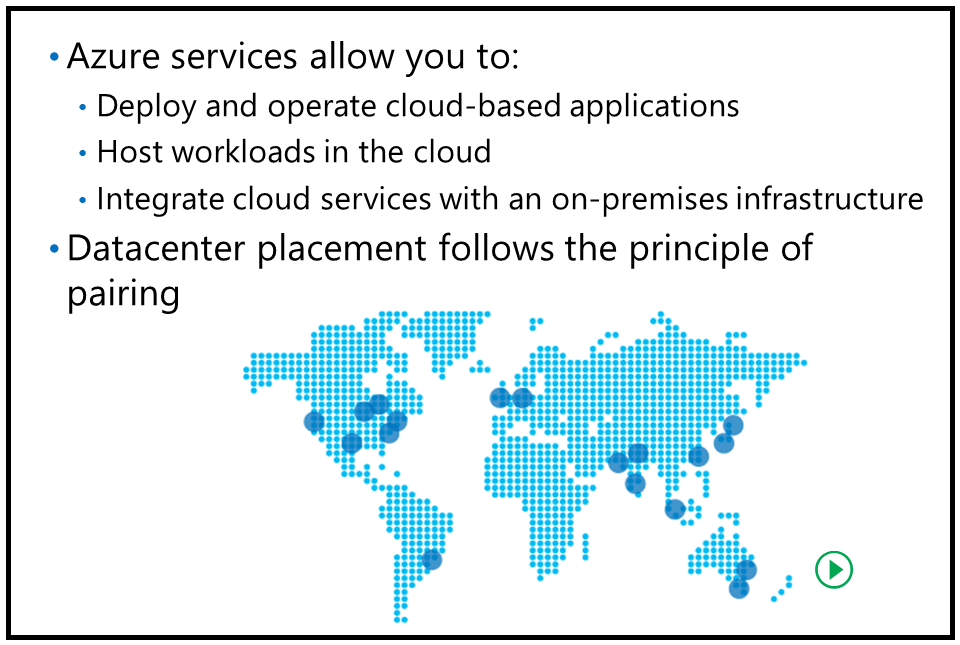 • Azure services allow you to:
• Deploy and operate cloud-based applications
• Host workloads in the cloud
• Integrate cloud services with an on-premises infrastructure
• Datacenter placement follows the principle of
pairing